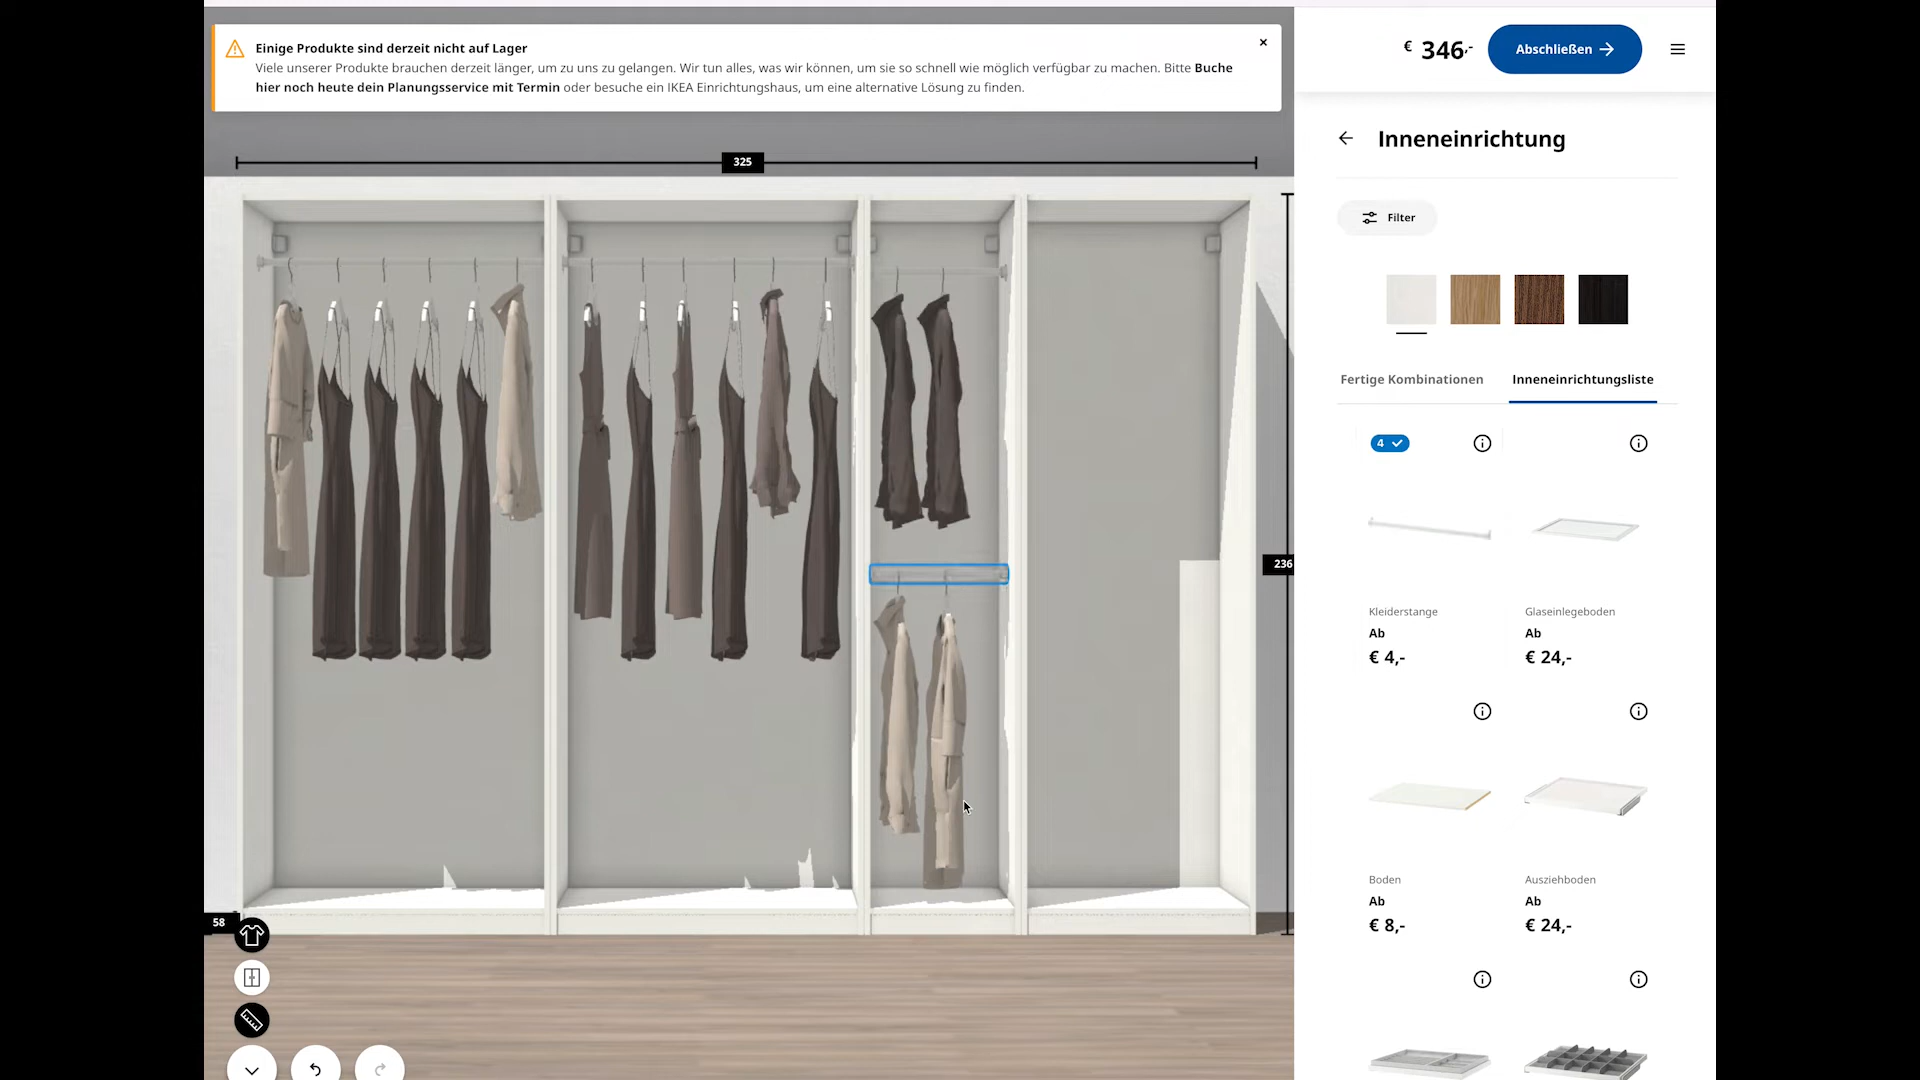 Einige Produkte sind derzeit nicht auf Lager
Viele unserer Produkte brauchen derzeit länger, um zu uns zu gelangen. Wir tun alles, was wir können, um sie so schnell wie möglich verfügbar zu machen. Bitte Buche
hier noch heute dein Planungsservice mit Termin oder besuche ein IKEA Einrichtungshaus, um eine alternative Lösung zu finden.
€ 346,-
Abschließen
325
236
58
Inneneinrichtung
Filter
Fertige Kombinationen
Inneneinrichtungsliste
4
Kleiderstange
Ab
€ 4,-
Glaseinlegeboden
Ab
€ 24,-
Boden
Ab
€ 8,-
Ausziehboden
Ab
€ 24,-